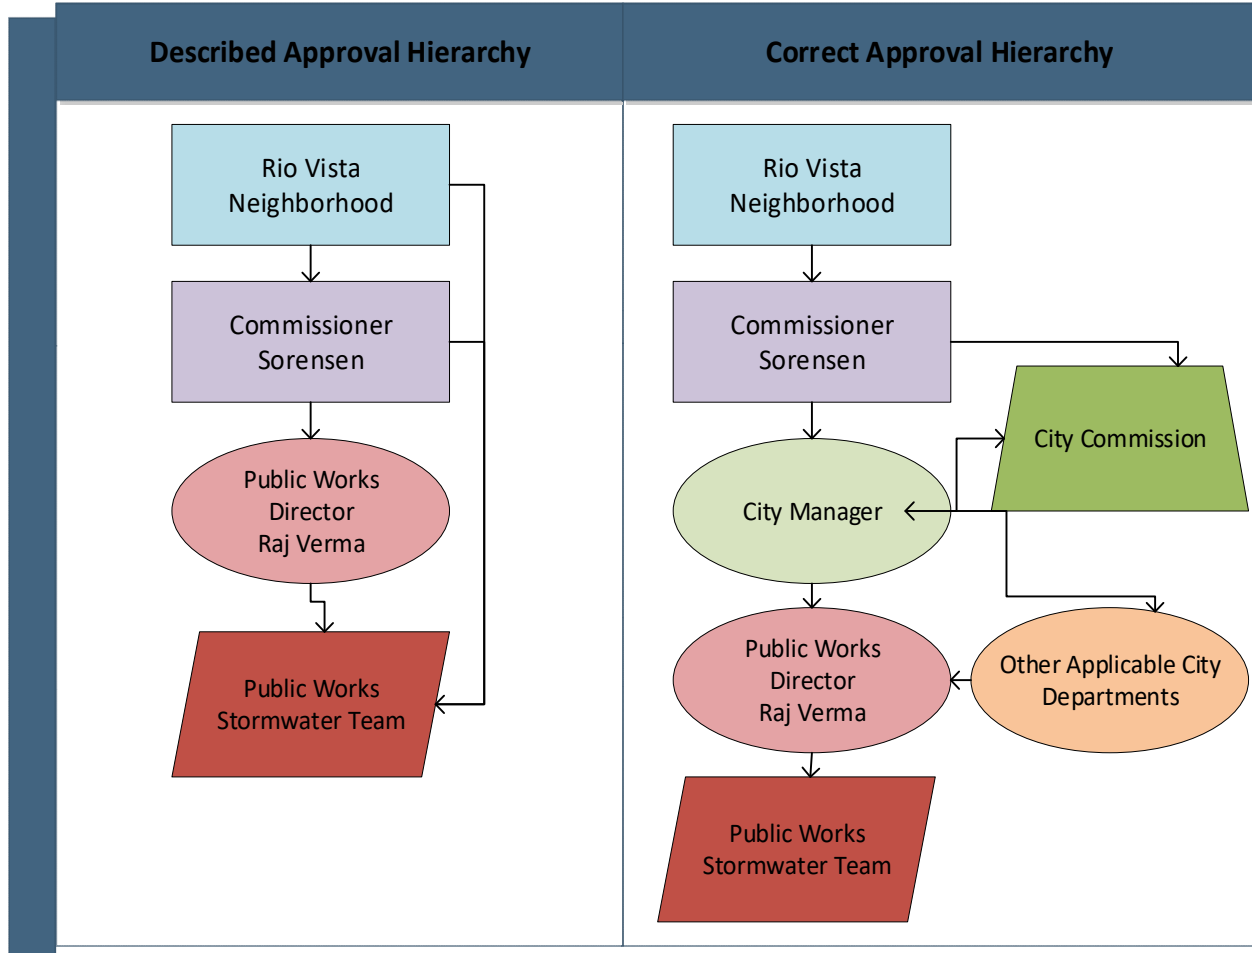 Described Approval Hierarchy
Correct Approval Hierarchy
Rio Vista
Neighborhood
Commissioner
Sorensen
Public Works
Director
Raj Verma
Public Works
Stormwater Team
Rio Vista
Neighborhood
Commissioner
Sorensen
City Commission
City Manager
Public Works
Director
Raj Verma
Other Applicable City
Departments
Public Works
Stormwater Team